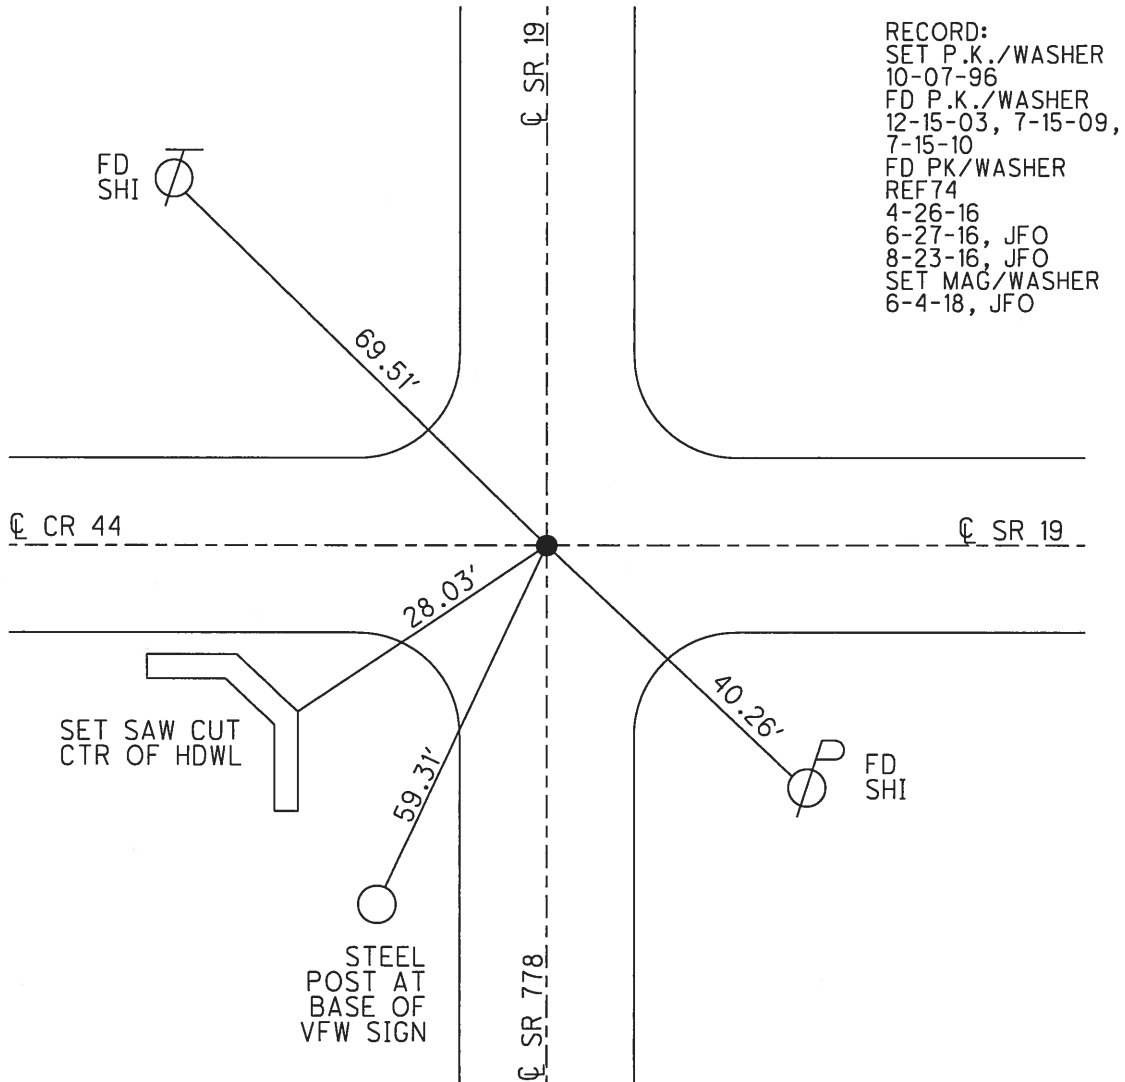 ℄ SR 19
RECORD:
SET P.K./WASHER
10-07-96
FD P.K./WASHER
12-15-03, 7-15-09,
7-15-10
FD PK/WASHER
REF74
4-26-16
6-27-16, JFO
8-23-16, JFO
SET MAG/WASHER
6-4-18, JFO
FD
SHI
69.51'
℄ CR 44
℄ SR 19
28.03'
40.26'
SET SAW CUT
CTR OF HDWL
59.31'
FD
SHI
STEEL
POST AT
BASE OF
VFW SIGN
℄ SR 778